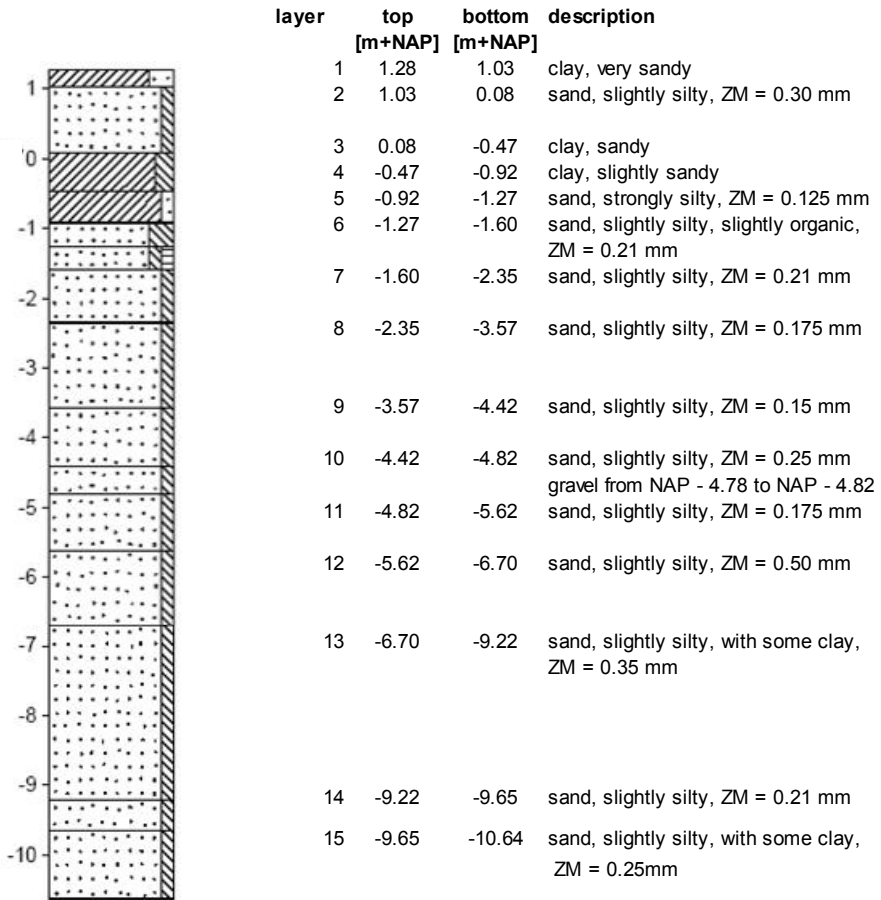 layer top bottom description
[m+NAP] [m+NAP]
1 1.28 1.03 clay, very sandy
2 1.03 0.08 sand, slightly silty, ZM = 0.30 mm
3 0.08 -0.47 clay, sandy
4 -0.47 -0.92 clay, slightly sandy
5 -0.92 -1.27 sand, strongly silty, ZM = 0.125 mm
6 -1.27 -1.60 sand, slightly silty, slightly organic,
ZM = 0.21 mm
7 -1.60 -2.35 sand, slightly silty, ZM = 0.21 mm
8 -2.35 -3.57 sand, slightly silty, ZM = 0.175 mm
9 -3.57 -4.42 sand, slightly silty, ZM = 0.15 mm
10 -4.42 -4.82 sand, slightly silty, ZM = 0.25 mm
gravel from NAP - 4.78 to NAP - 4.82
11 -4.82 -5.62 sand, slightly silty, ZM = 0.175 mm
12 -5.62 -6.70 sand, slightly silty, ZM = 0.50 mm
13 -6.70 -9.22 sand, slightly silty, with some clay,
ZM = 0.35 mm
14 -9.22 -9.65 sand, slightly silty, ZM = 0.21 mm
15 -9.65 -10.64 sand, slightly silty, with some clay,
ZM = 0.25mm
1
0
-1
-2
-3
-4
-5
-6
-7
-8
-9
-10